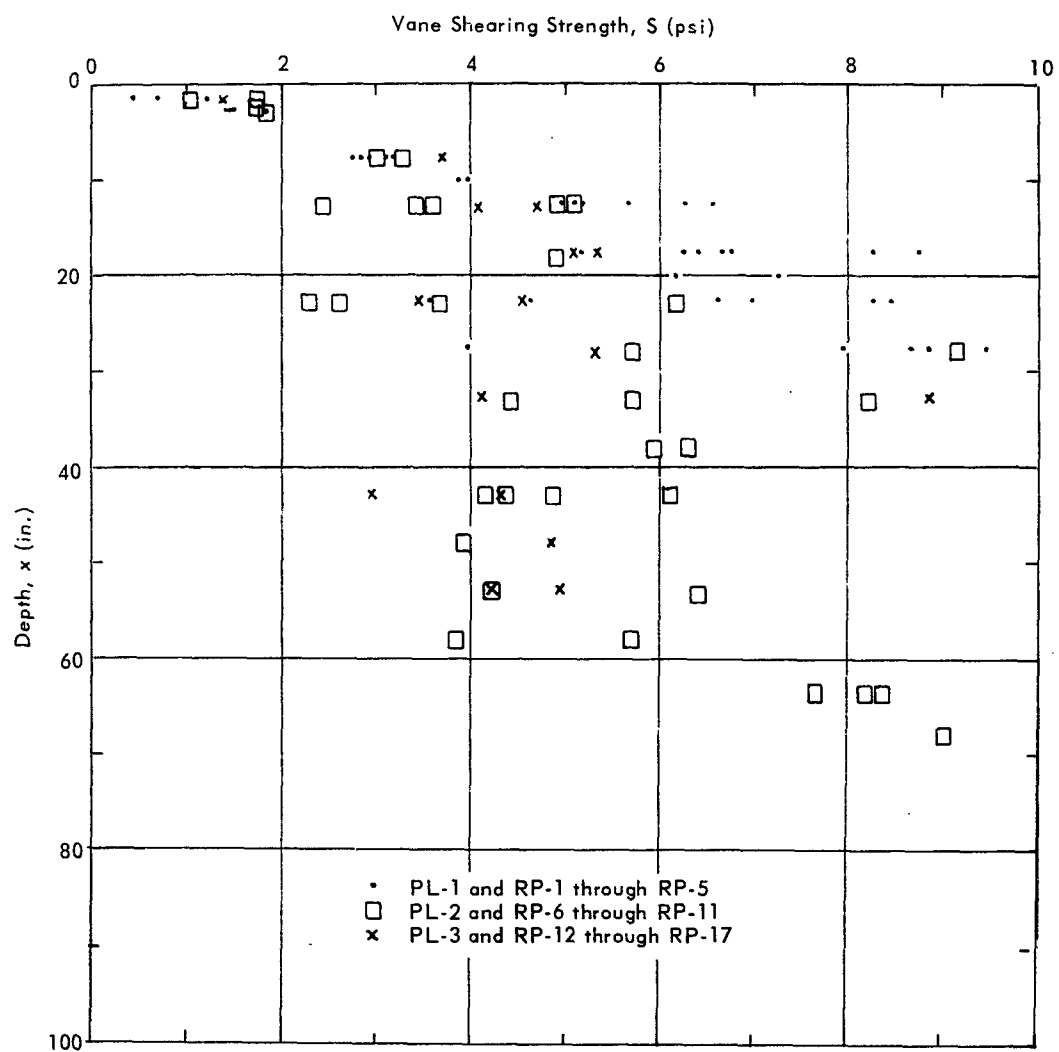 Vane Shearing Strength, S (psi)
0 2 4 6 8 10
0
20
40
60
80
100
Depth, x (in.)
PL-1 and RP-1 through RP-5
PL-2 and RP-6 through RP-11
PL-3 and RP-12 through RP-17